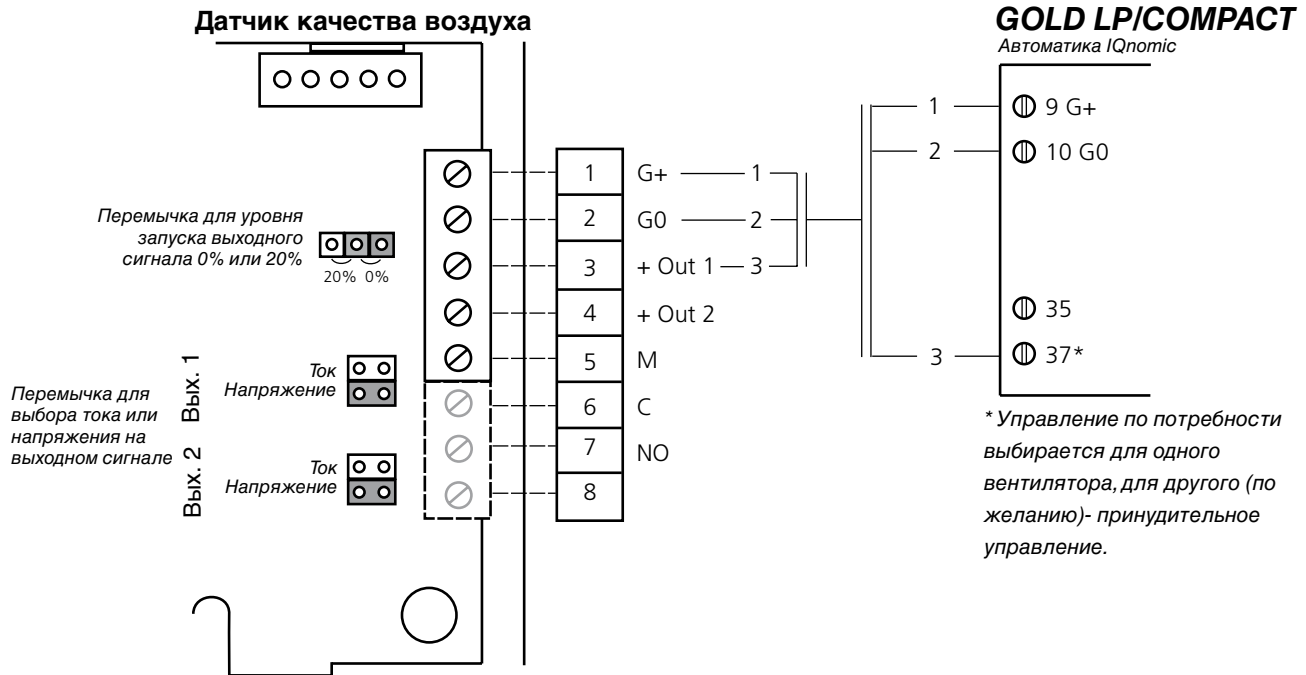 Датчик качества воздуха
GOLD LP/COMPACT
Автоматика IQnomic
1
9 G+
2
10 G0
35
3
37*
* Управление по потребности
выбирается для одного
вентилятора, для другого (по
желанию)- принудительное
управление.
1 G+ 1
2 G0 2
3 + Out 1 3
4 + Out 2
5 M
6 C
7 NO
8
Перемычка для уровня
запуска выходного
сигнала 0% или 20%
20% 0%
Перемычка для
выбора тока или
напряжения на
выходном сигнале
Вых. 1
Ток
Напряжение
Вых. 2
Ток
Напряжение